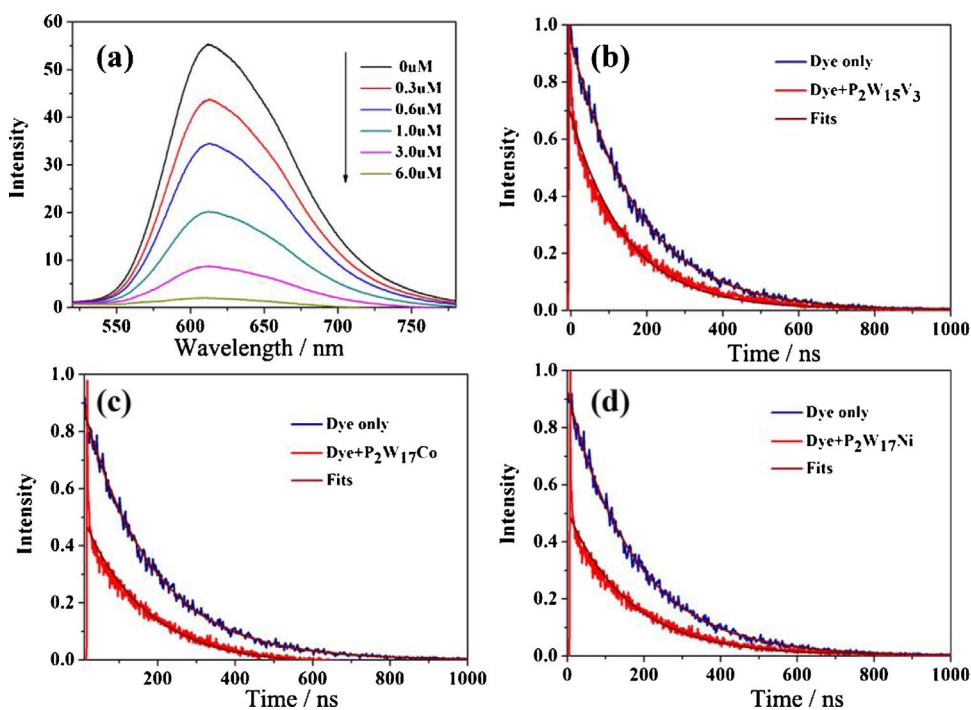 (a)
60
50
40
30
20
10
0
Intensity
0uM
0.3uM
0.6uM
1.0uM
3.0uM
6.0uM
550 600 650 700 750
Wavelength / nm
(b)
1.0
0.8
0.6
0.4
0.2
0.0
Intensity
Dye only
Dye+P₂W₁₅V₃
Fits
0 200 400 600 800 1000
Time / ns
(c)
1.0
0.8
0.6
0.4
0.2
0.0
Intensity
Dye only
Dye+P₂W₁₇Co
Fits
200 400 600 800 1000
Time / ns
(d)
1.0
0.8
0.6
0.4
0.2
0.0
Intensity
Dye only
Dye+P₂W₁₇Ni
Fits
0 200 400 600 800 1000
Time / ns